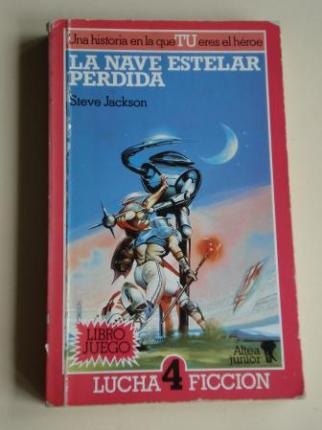 Una historia en la que TU eres el héroe
LA NAVE ESTELAR
PERDIDA
Steve Jackson
LIBRO
JUEGO
Altea
junior
LUCHA 4 FICCION